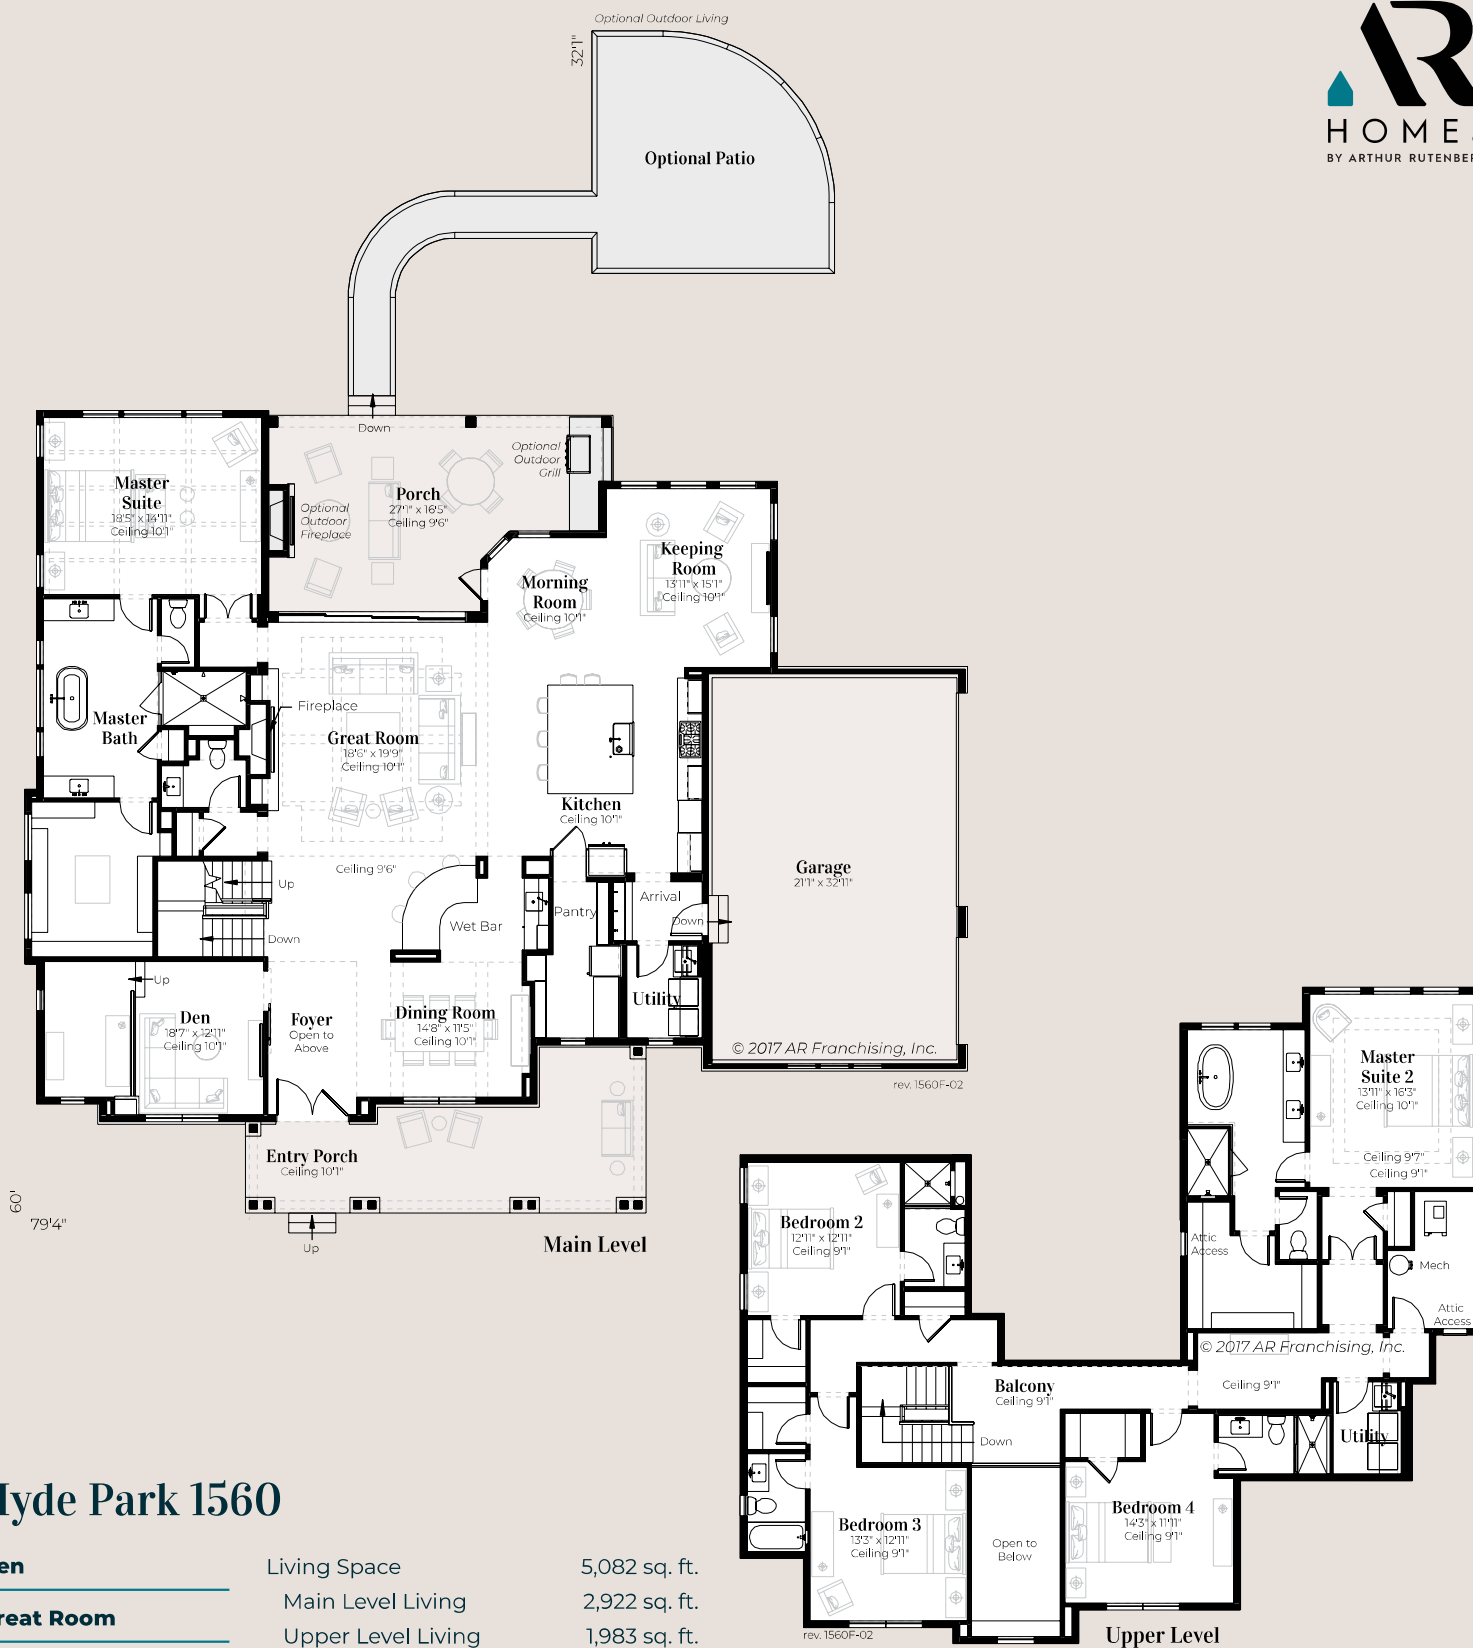 Optional Outdoor Living
32'1"
Optional Patio
AR
HOMES
BY ARTHUR RUTENBER
Down
Optional
Outdoor
Grill
Master
Suite
18'5" x 14'11"
Ceiling 10'1"
Porch
27'1" x 16'5"
Ceiling 9'6"
Optional
Outdoor
Fireplace
Keeping
Room
13'11" x 15'1"
Ceiling 10'1"
Morning
Room
Ceiling 10'1"
Master
Bath
Fireplace
Great Room
18'6" x 19'9"
Ceiling 10'1"
Kitchen
Ceiling 10'1"
Garage
21'1" x 32'11"
Ceiling 9'6"
Up
Arrival
Pantry
Down
Wet Bar
Down
Up
Utility
Den
18'7" x 12'11"
Ceiling 10'1"
Foyer
Open to
Above
Dining Room
14'8" x 11'5"
Ceiling 10'1"
© 2017 AR Franchising, Inc.
rev. 1560F-02
Entry Porch
Ceiling 10'1"
60'
79'4"
Up
Main Level
Master
Suite 2
13'11" x 16'3"
Ceiling 10'1"
Ceiling 9'7"
Ceiling 9'1"
Bedroom 2
12'11" x 12'11"
Ceiling 9'1"
Attic
Access
Mech
Attic
Access
© 2017 AR Franchising, Inc.
Balcony
Ceiling 9'1"
Ceiling 9'1"
Down
Utility
Bedroom 3
13'3" x 12'11"
Ceiling 9'1"
Open to
Below
Bedroom 4
14'3" x 11'11"
Ceiling 9'1"
rev. 1560F-02
Upper Level
Hyde Park 1560
en
reat Room
Living Space 5,082 sq. ft.
Main Level Living 2,922 sq. ft.
Upper Level Living 1,983 sq. ft.